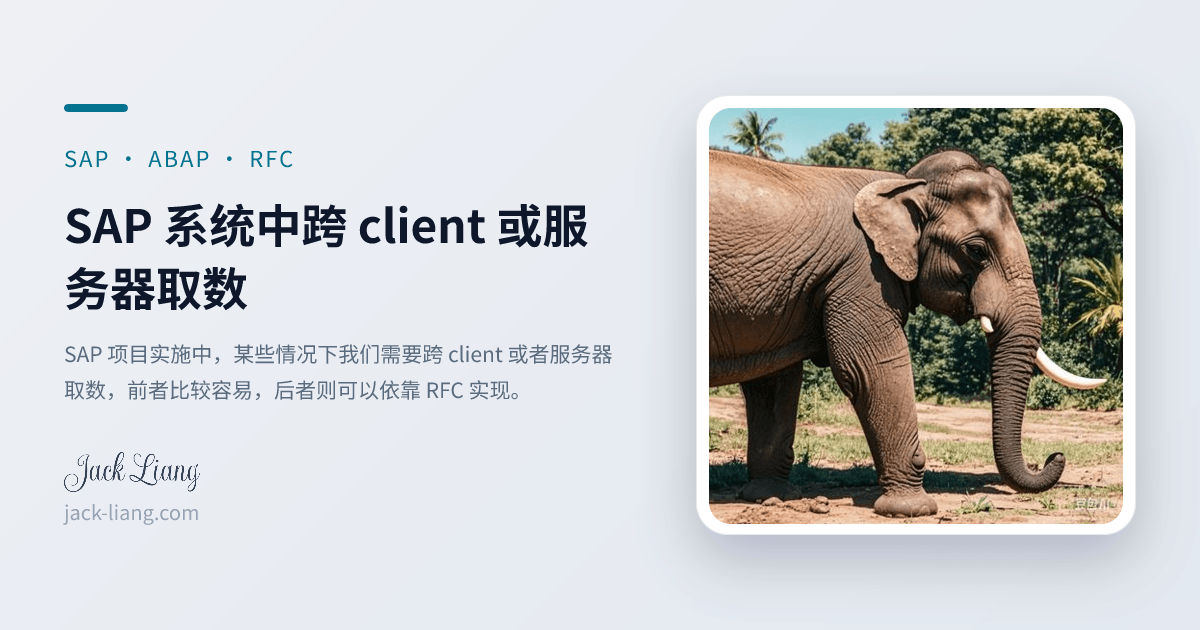 SAP · ABAP · RFC
SAP 系统中跨 client 或服
务器取数
SAP 项目实施中，某些情况下我们需要跨 client 或者服务器
取数，前者比较容易，后者则可以依靠 RFC 实现。
Jack Liang
jack-liang.com